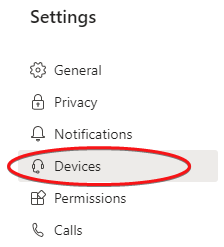 Settings
General
Privacy
Notifications
Devices
Permissions
Calls